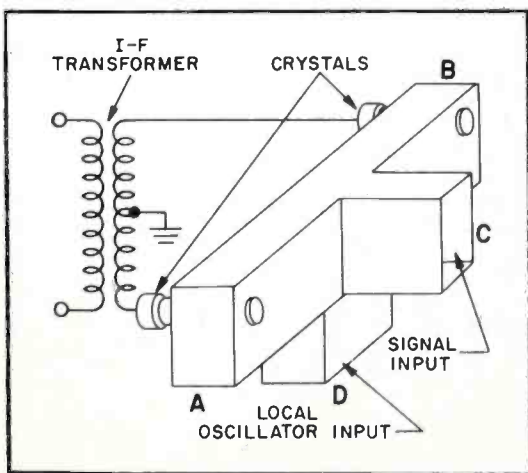 I-F
TRANSFORMER
CRYSTALS
B
C
SIGNAL
INPUT
A
D
LOCAL
OSCILLATOR INPUT